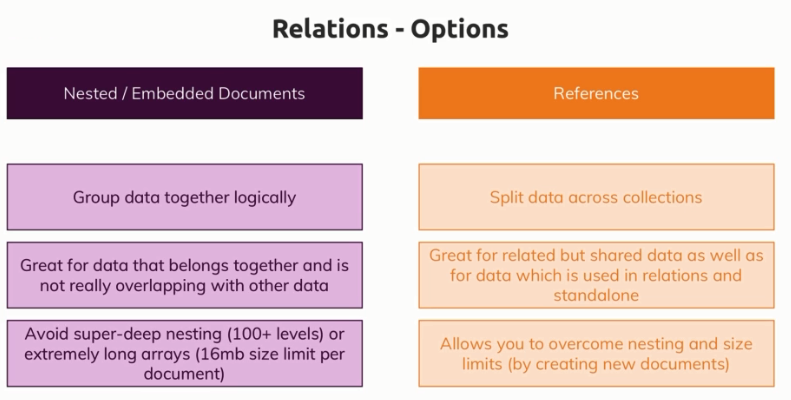 Relations - Options
Nested / Embedded Documents
References
Group data together logically
Split data across collections
Great for data that belongs together and is
not really overlapping with other data
Great for related but shared data as well as
for data which is used in relations and
standalone
Avoid super-deep nesting (100+ levels) or
extremely long arrays (16mb size limit per
document)
Allows you to overcome nesting and size
limits (by creating new documents)